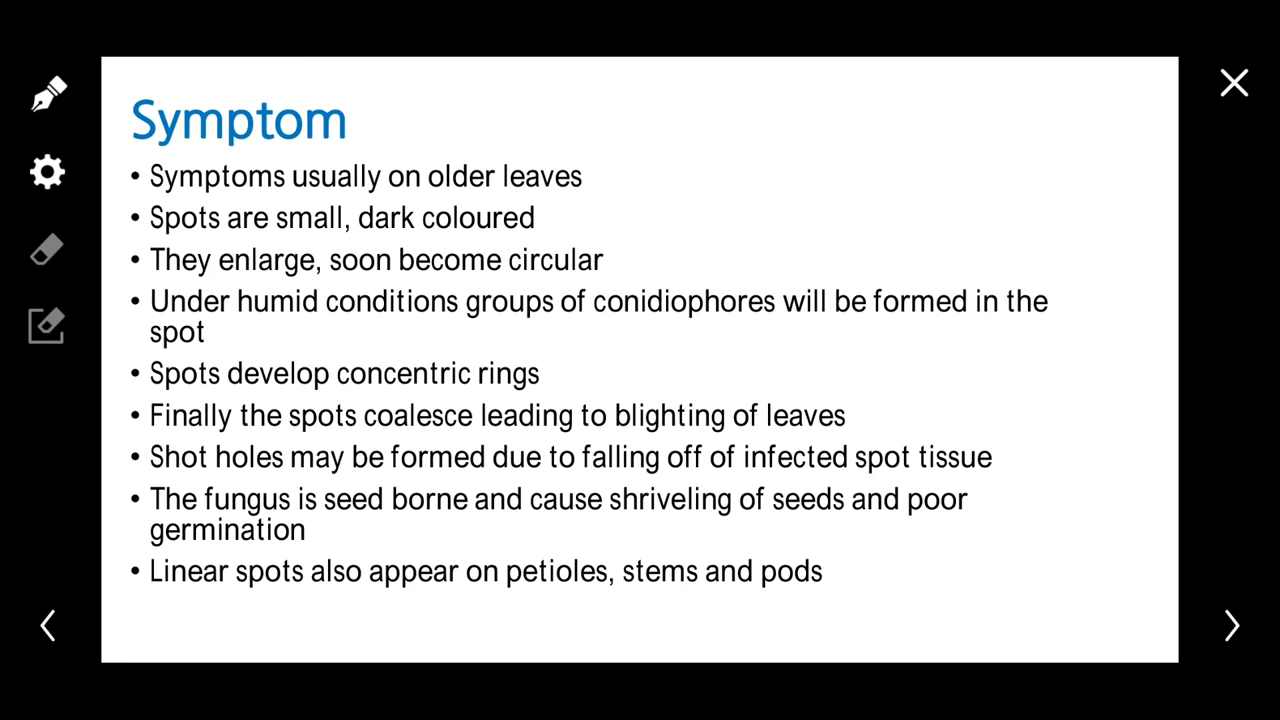 Symptom
• Symptoms usually on older leaves
• Spots are small, dark coloured
• They enlarge, soon become circular
• Under humid conditions groups of conidiophores will be formed in the
spot
• Spots develop concentric rings
• Finally the spots coalesce leading to blighting of leaves
• Shot holes may be formed due to falling off of infected spot tissue
• The fungus is seed borne and cause shriveling of seeds and poor
germination
• Linear spots also appear on petioles, stems and pods